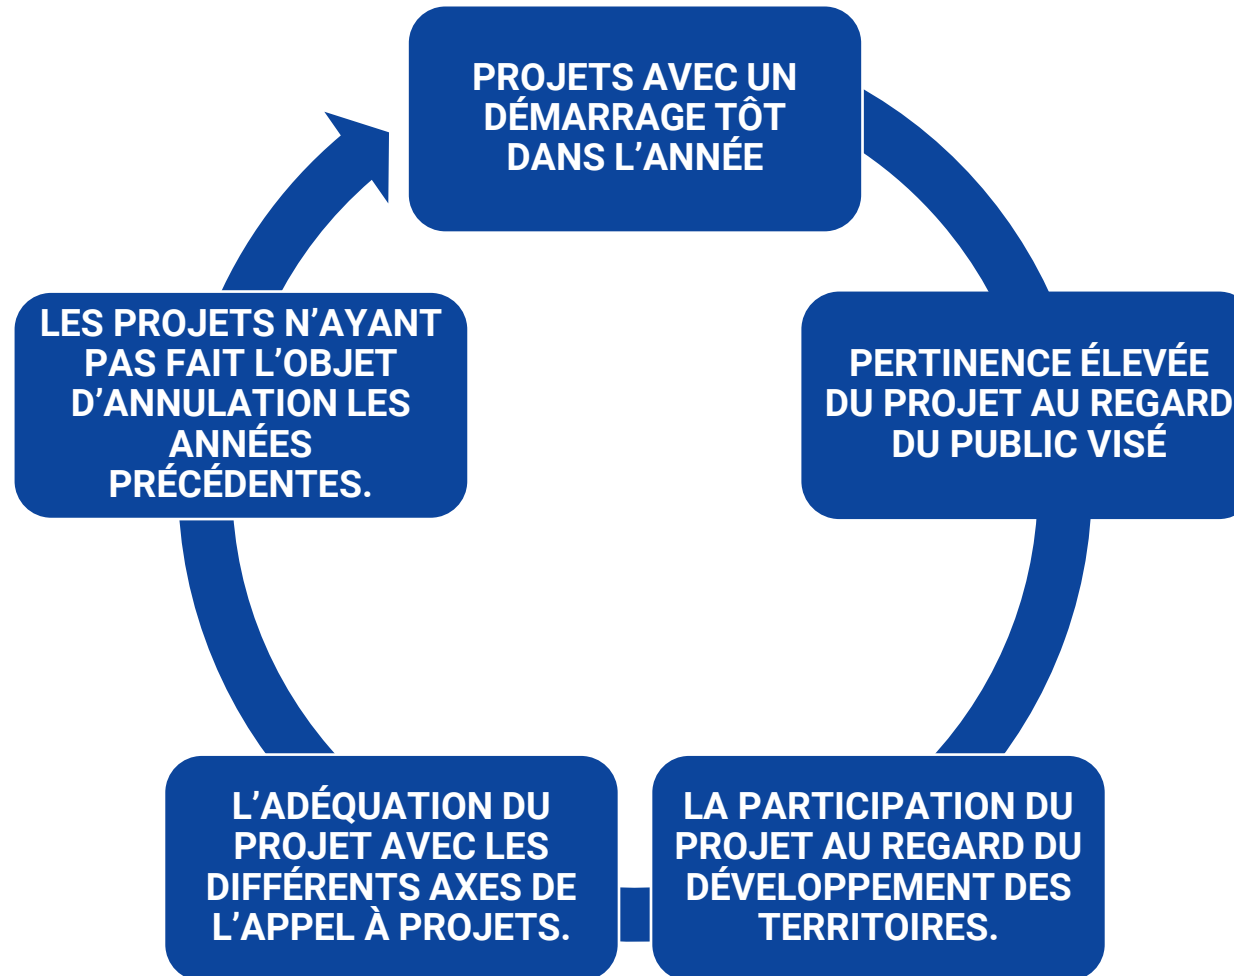 PROJETS AVEC UN
DÉMARRAGE TÔT
DANS L'ANNÉE
PERTINENCE ÉLEVÉE
DU PROJET AU REGARD
DU PUBLIC VISÉ
LA PARTICIPATION DU
PROJET AU REGARD DU
DÉVELOPPEMENT DES
TERRITOIRES.
L'ADÉQUATION DU
PROJET AVEC LES
DIFFÉRENTS AXES DE
L'APPEL À PROJETS.
LES PROJETS N'AYANT
PAS FAIT L'OBJET
D'ANNULATION LES
ANNÉES
PRÉCÉDENTES.